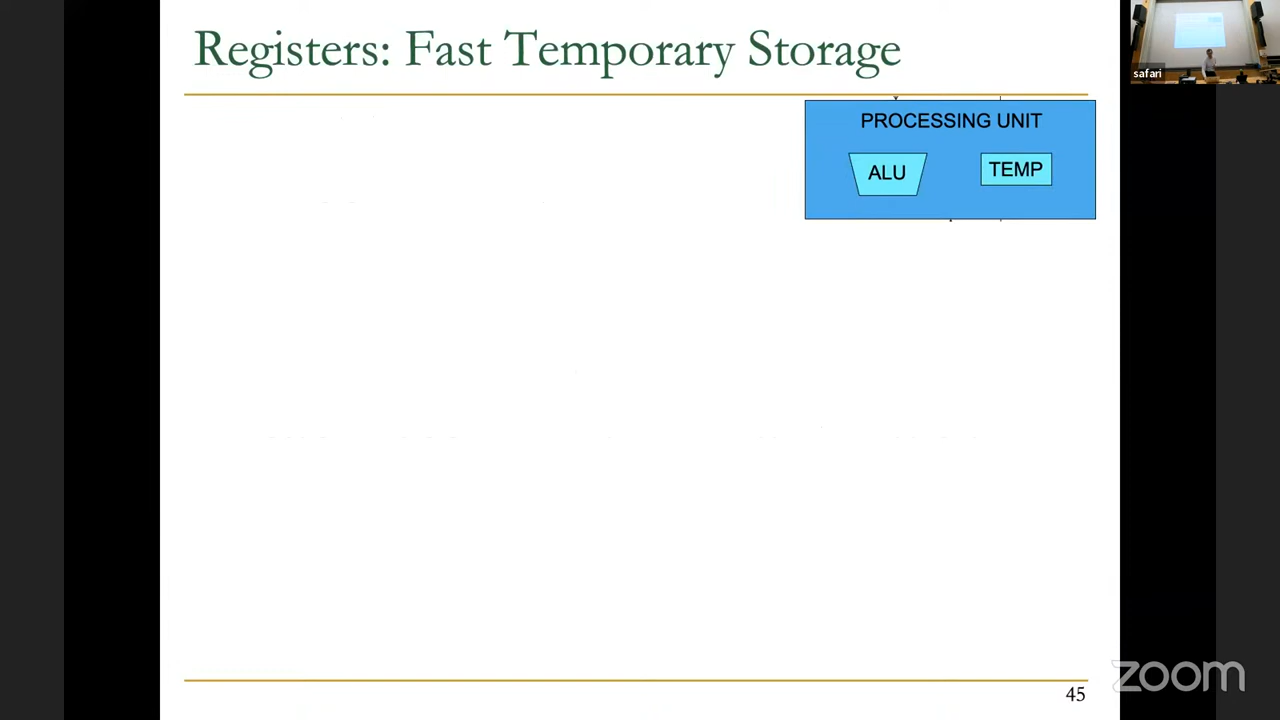 Registers: Fast Temporary Storage
safari
PROCESSING UNIT
ALU
TEMP
45
zoom